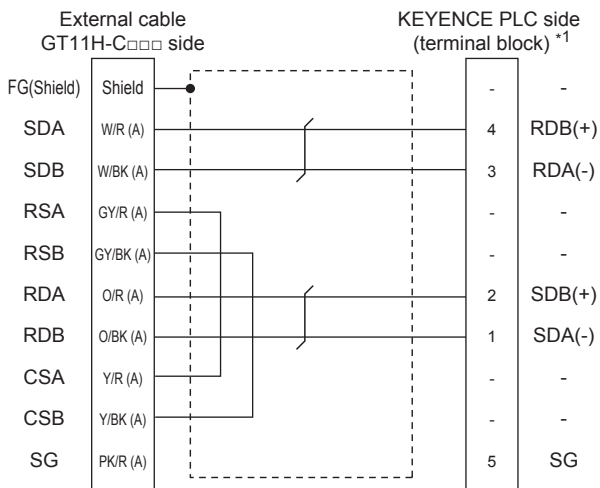 External cable
GT11H-C□□□ side
KEYENCE PLC side
(terminal block) *1
FG(Shield) Shield - -
SDA W/R (A) 4 RDB(+)
SDB W/BK (A) 3 RDA(-)
RSA GY/R (A) - -
RSB GY/BK (A) - -
RDA O/R (A) 2 SDB(+)
RDB O/BK (A) 1 SDA(-)
CSA Y/R (A) - -
CSB Y/BK (A) - -
SG PK/R (A) 5 SG